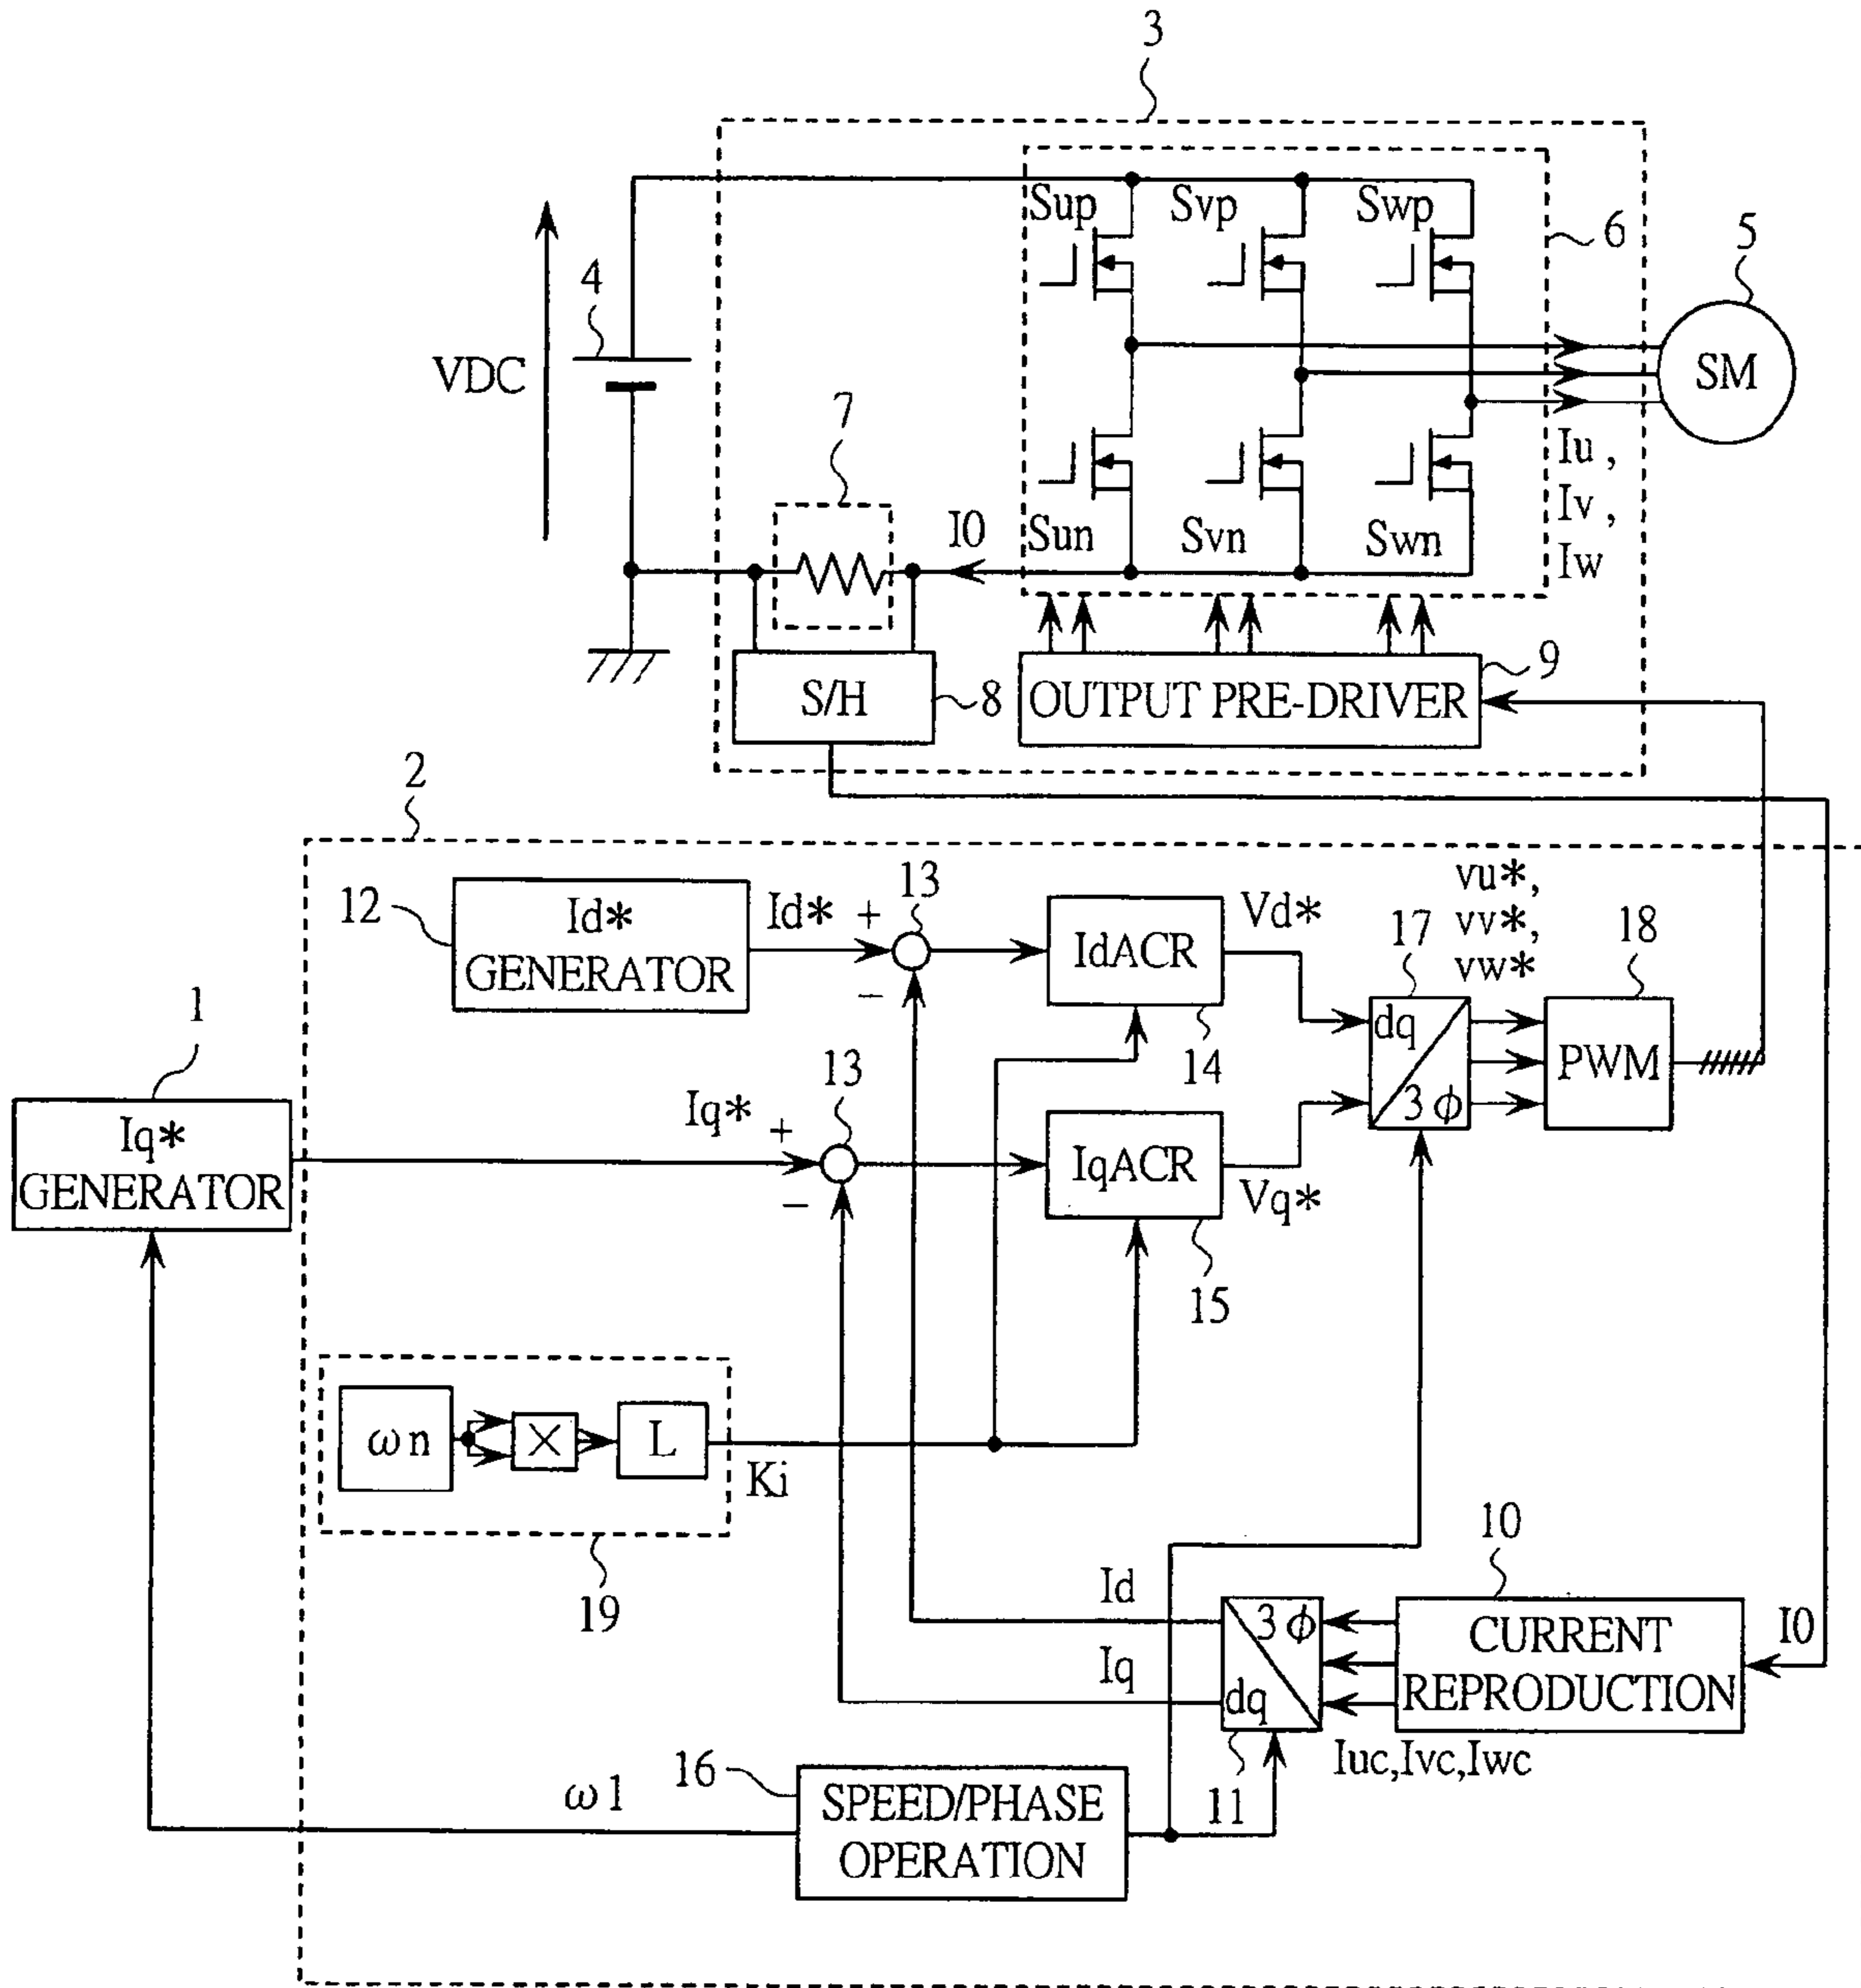 3
Sup
Svp
Swp
6
5
4
VDC
SM
7
Iu ,
Iv ,
Iw
I0
Sun
Svn
Swn
S/H
8
OUTPUT PRE-DRIVER
9
2
12
Id*
GENERATOR
Id*
+
−
13
IdACR
14
Vd*
17
vu*,
vv*,
vw*
18
dq
3 φ
PWM
1
Iq*
GENERATOR
Iq*
+
−
13
IqACR
15
Vq*
ωn
×
L
Ki
19
10
Id
Iq
3 φ
dq
11
CURRENT
REPRODUCTION
I0
Iuc,Ivc,Iwc
ω1
16
SPEED/PHASE
OPERATION